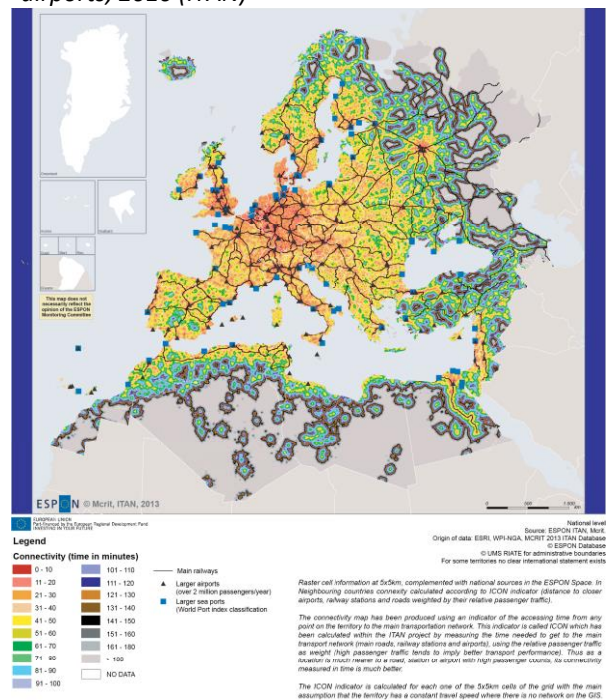 airports, 2010 (ITAN)
Greenland
This map does not
necessarily reflect the
opinion of the ESPON
Monitoring Committee
ESPON © Mcrit, ITAN, 2013
EUROPEAN UNION
Part-financed by the European Regional Development Fund
INVESTING IN YOUR FUTURE
National level
Source: ESPON ITAN, Mcrit.
Origin of data: ESRI, WPI-NGA, MCRIT 2013 ITAN Database
© ESPON Database
© UMS RIATE for administrative boundaries
For some territories no clear international statement exists
Legend
Connectivity (time in minutes)
0 - 10
11 - 20
21 - 30
31 - 40
41 - 50
51 - 60
61 - 70
71 - 80
81 - 90
91 - 100
101 - 110
111 - 120
121 - 130
131 - 140
141 - 150
151 - 160
161 - 180
NO DATA
Main railways
Larger airports
(over 2 million passengers/year)
Larger sea ports
(World Port index classification
Raster cell information at 5x5km, complemented with national sources in the ESPON Space. In
Neighbouring countries connexity calculated according to ICON indicator (distance to closer
airports, railway stations and roads weighted by their relative passenger traffic).
The connectivity map has been produced using an indicator of the accessing time from any
point on the territory to the main transportation network. This indicator is called ICON which has
been calculated within the ITAN project by measuring the time needed to get to the main
transport network (main roads, railway stations and airports), using the relative passenger traffic
as weight (high passenger traffic tends to imply better transport performance). Thus as a
location is much nearer to a road, station or airport with high passenger counts, its connectivity
measured in time is much better.
The ICON indicator is calculated for each one of the 5x5km cells of the grid with the main
assumption that the territory has a constant travel speed where there is no network on the GIS.